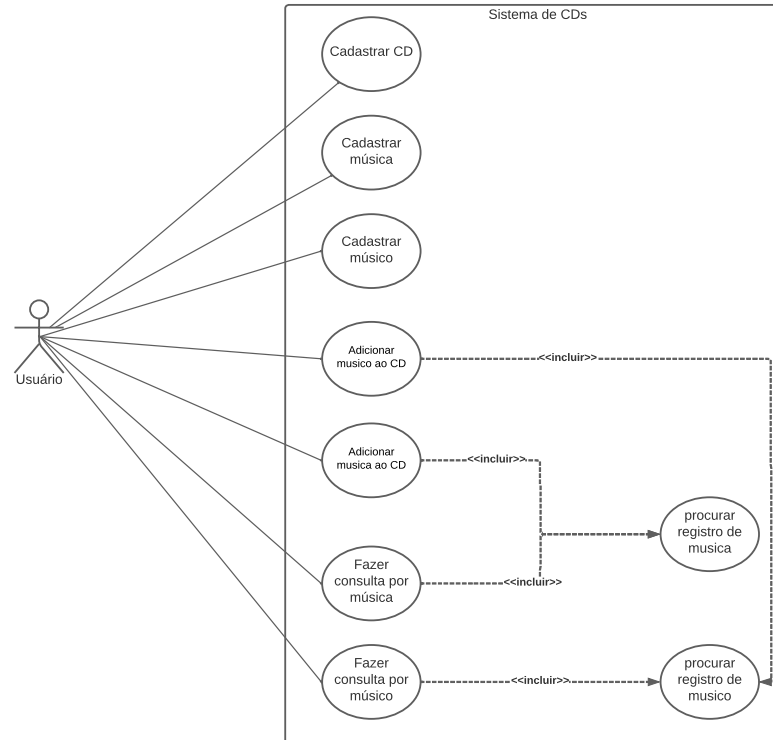 Sistema de CDs
Cadastrar CD
Cadastrar
música
Cadastrar
músico
Usuário
Adicionar
musico ao CD
<<incluir>>
Adicionar
musica ao CD
<<incluir>>
procurar
registro de
musica
Fazer
consulta por
música
<<incluir>>
Fazer
consulta por
músico
<<incluir>>
procurar
registro de
musico